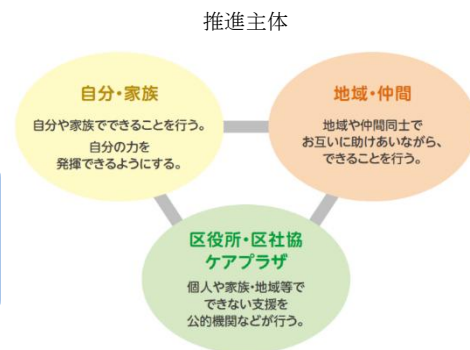 推進主体
自分・家族
自分や家族でできることを行う。
自分の力を
発揮できるようにする。
地域・仲間
地域や仲間同士で
お互いに助けあいながら、
できることを行う。
区役所・区社協
ケアプラザ
個人や家族・地域等で
できない支援を
公的機関などが行う。